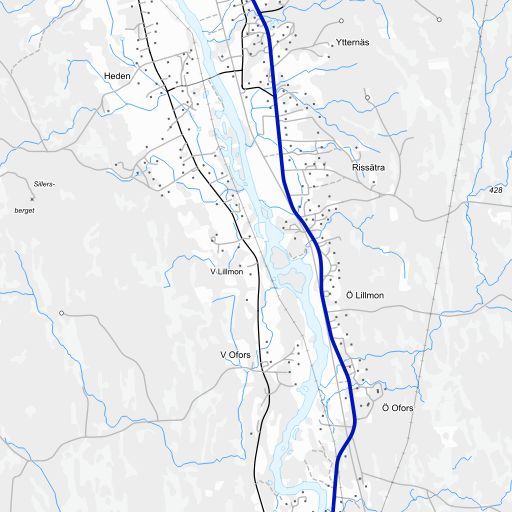 Ytternäs
Heden
Rissätra
Sillers-
berget
428
V Lillmon
Ö Lillmon
V Ofors
Ö Ofors